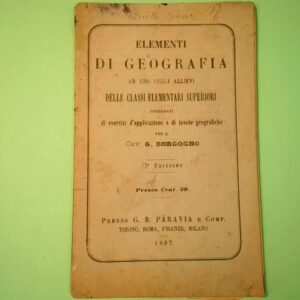 ELEMENTI
DI GEOGRAFIA
AD USO DEGLI ALLIEVI
DELLE CLASSI ELEMENTARI SUPERIORI
CORREDATI
di esercizi d'applicazione e di tavole geografiche
PER IL
CAV. G. BORGOGNO
EDIZIONE
Prezzo Cent. 30.
PRESSO G. B. PARAVIA E COMP.
TORINO, ROMA, FIRENZE, MILANO
1887.